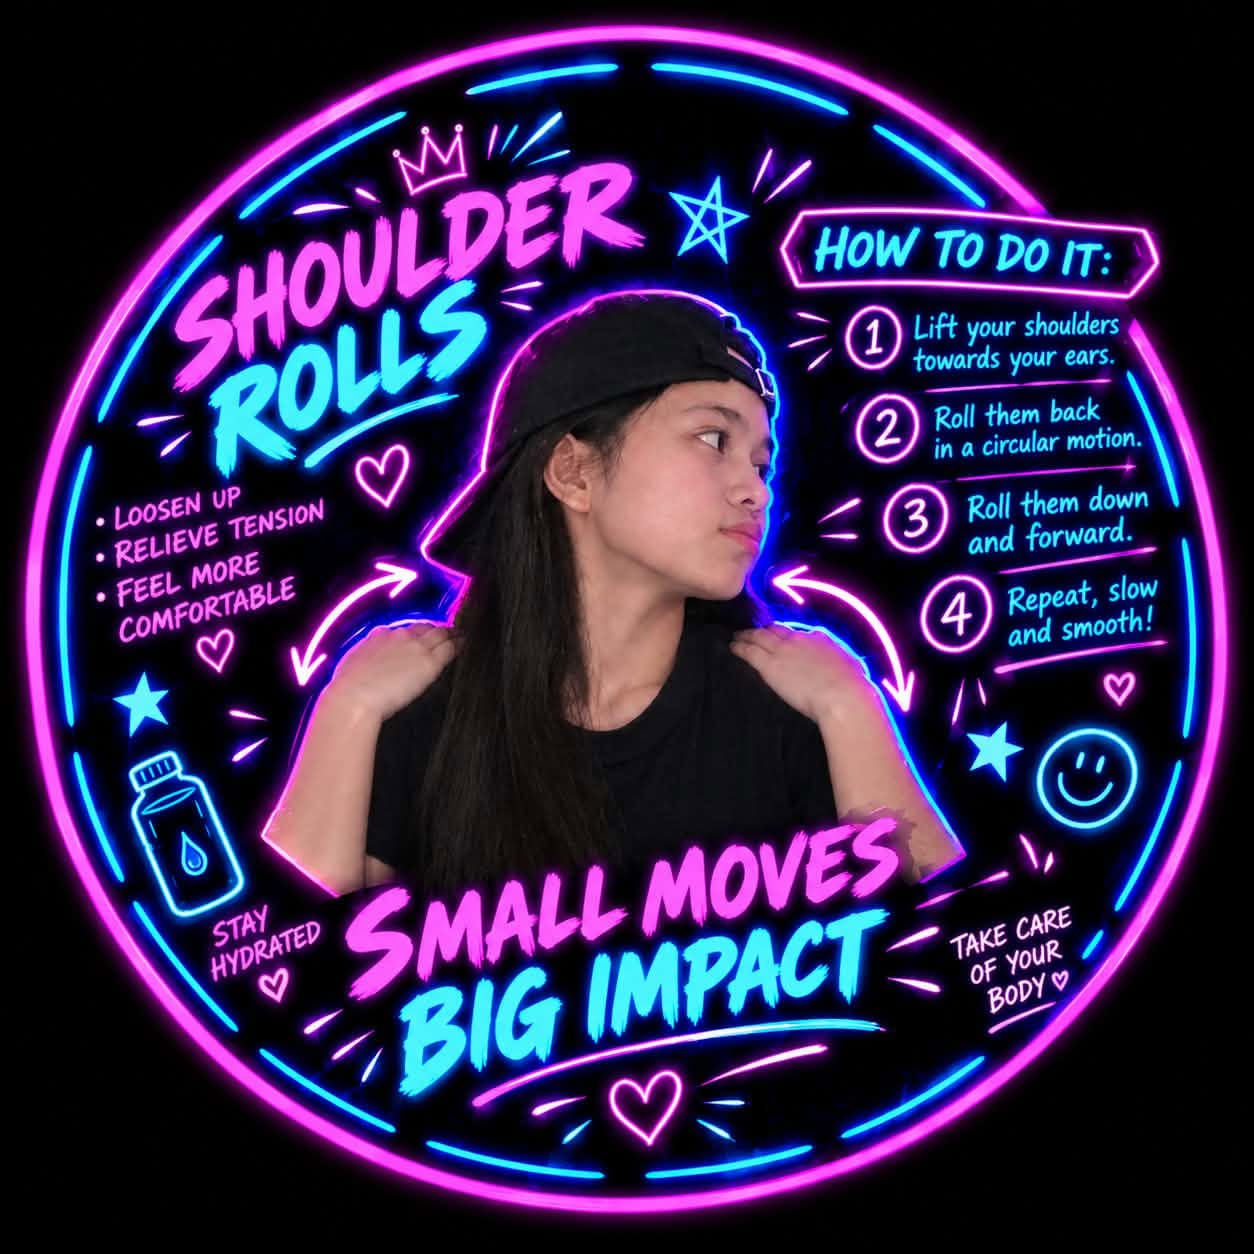 SHOULDER
ROLLS
• LOOSEN UP
• RELIEVE TENSION
• FEEL MORE
COMFORTABLE
HOW TO DO IT:
1 Lift your shoulders
towards your ears.
2 Roll them back
in a circular motion.
3 Roll them down
and forward.
4 Repeat, slow
and smooth!
STAY
HYDRATED
SMALL MOVES
BIG IMPACT
TAKE CARE
OF YOUR
BODY